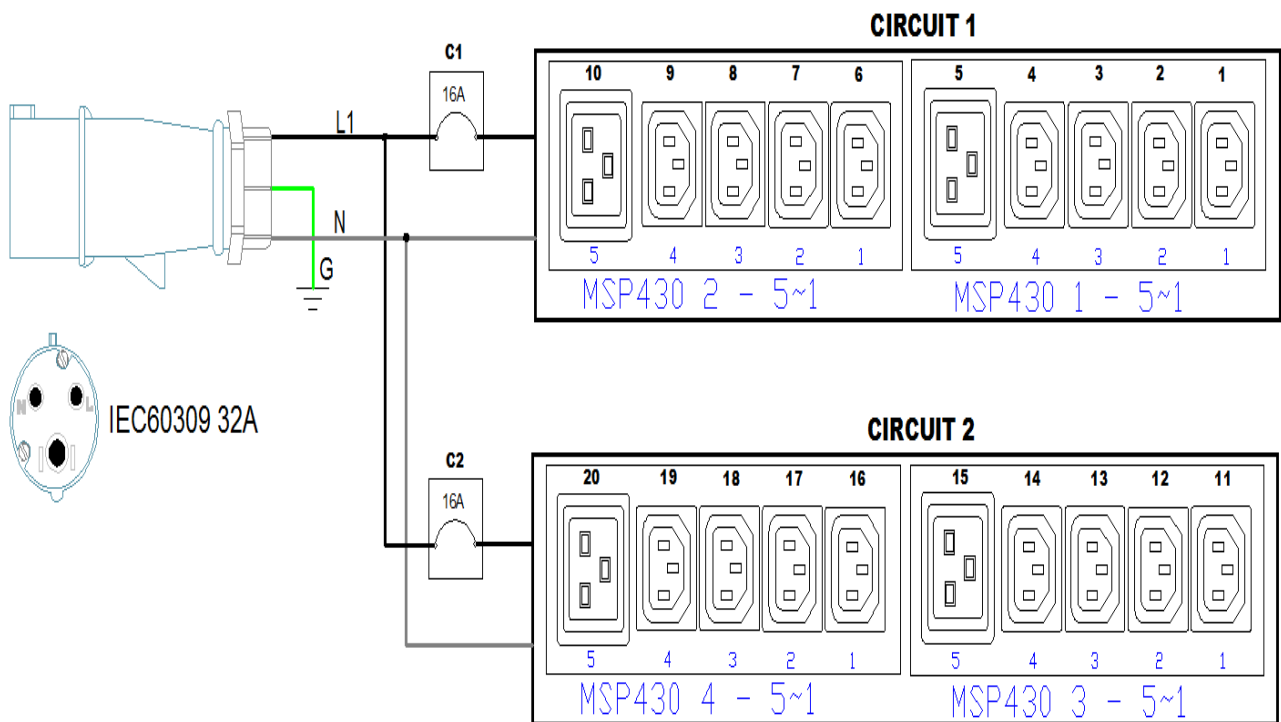 CIRCUIT 1
C1
16A
10 9 8 7 6 5 4 3 2 1
L1
N
G
5 4 3 2 1 5 4 3 2 1
MSP430 2 - 5~1 MSP430 1 - 5~1
N L
IEC60309 32A
CIRCUIT 2
C2
16A
20 19 18 17 16 15 14 13 12 11
5 4 3 2 1 5 4 3 2 1
MSP430 4 - 5~1 MSP430 3 - 5~1